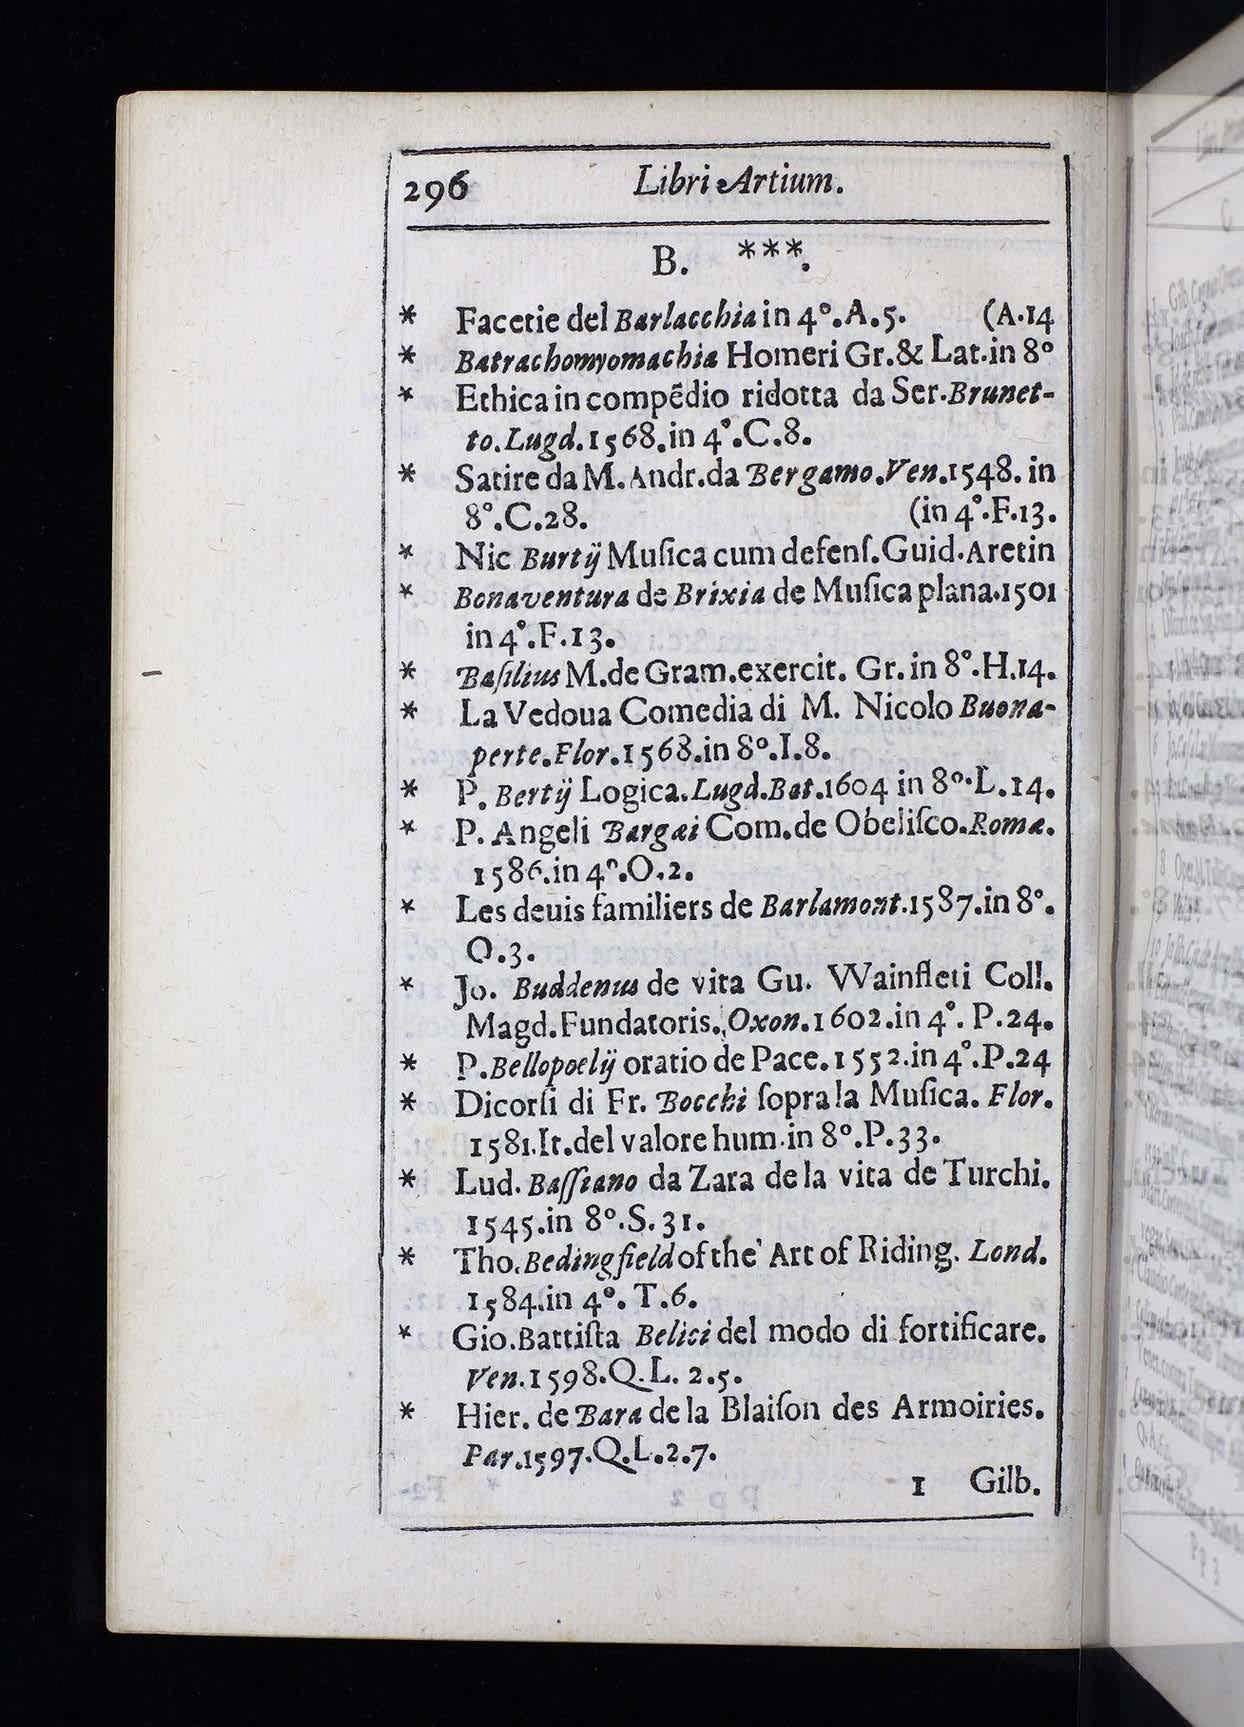 296 Libri Artium.
B. ***.
* Facetie del Barlacchia in 4°.A.5. (A.14
* Batrachomyomachia Homeri Gr.& Lat.in 8°
* Ethica in compẽdio ridotta da Ser.Brunet-
to.Lugd.1568.in 4°.C.8.
* Satire da M. Andr.da Bergamo.Ven.1548. in
8°.C.28. (in 4°.F.13.
* Nic Burtij Muſica cum defenſ.Guid.Aretin
* Bonaventura de Brixia de Muſica plana.1501
in 4°.F.13.
* Baſilius M.de Gram.exercit. Gr. in 8°.H.14.
* La Vedoua Comedia di M. Nicolo Buona-
perte.Flor.1568.in 8°.I.8.
* P. Bertij Logica.Lugd.Bat.1604 in 8°.L.14.
* P. Angeli Bargæi Com.de Obeliſco.Romæ.
1586.in 4°.O.2.
* Les deuis familiers de Barlamont.1587.in 8°.
O.3.
* Jo. Buddenus de vita Gu. VVainfleti Coll.
Magd.Fundatoris.,Oxon.1602.in 4°. P.24.
* P.Bellopoelij oratio de Pace.1552.in 4°.P.24
* Dicorſi di Fr. Bocchi ſopra la Muſica. Flor.
1581.It.del valore hum.in 8°.P.33.
* Lud. Baſſiano da Zara de la vita de Turchi.
1545.in 8°.S.31.
* Tho.Bedingfield of the Art of Riding. Lond.
1584.in 4°. T.6.
* Gio.Battiſta Belici del modo di fortificare.
Ven.1598.Q.L. 2.5.
* Hier. de Bara de la Blaiſon des Armoiries.
Par.1597.Q.L.2.7.
1 Gilb.